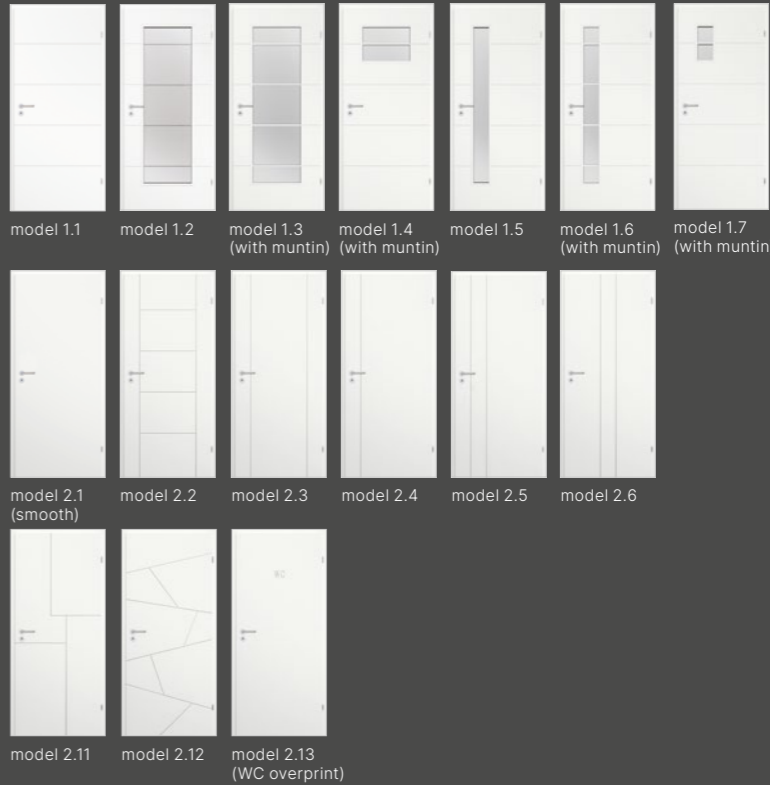 model 1.1
model 1.2
model 1.3
(with muntin)
model 1.4
(with muntin)
model 1.5
model 1.6
(with muntin)
model 1.7
(with muntin
model 2.1
(smooth)
model 2.2
model 2.3
model 2.4
model 2.5
model 2.6
WC
model 2.11
model 2.12
model 2.13
(WC overprint)